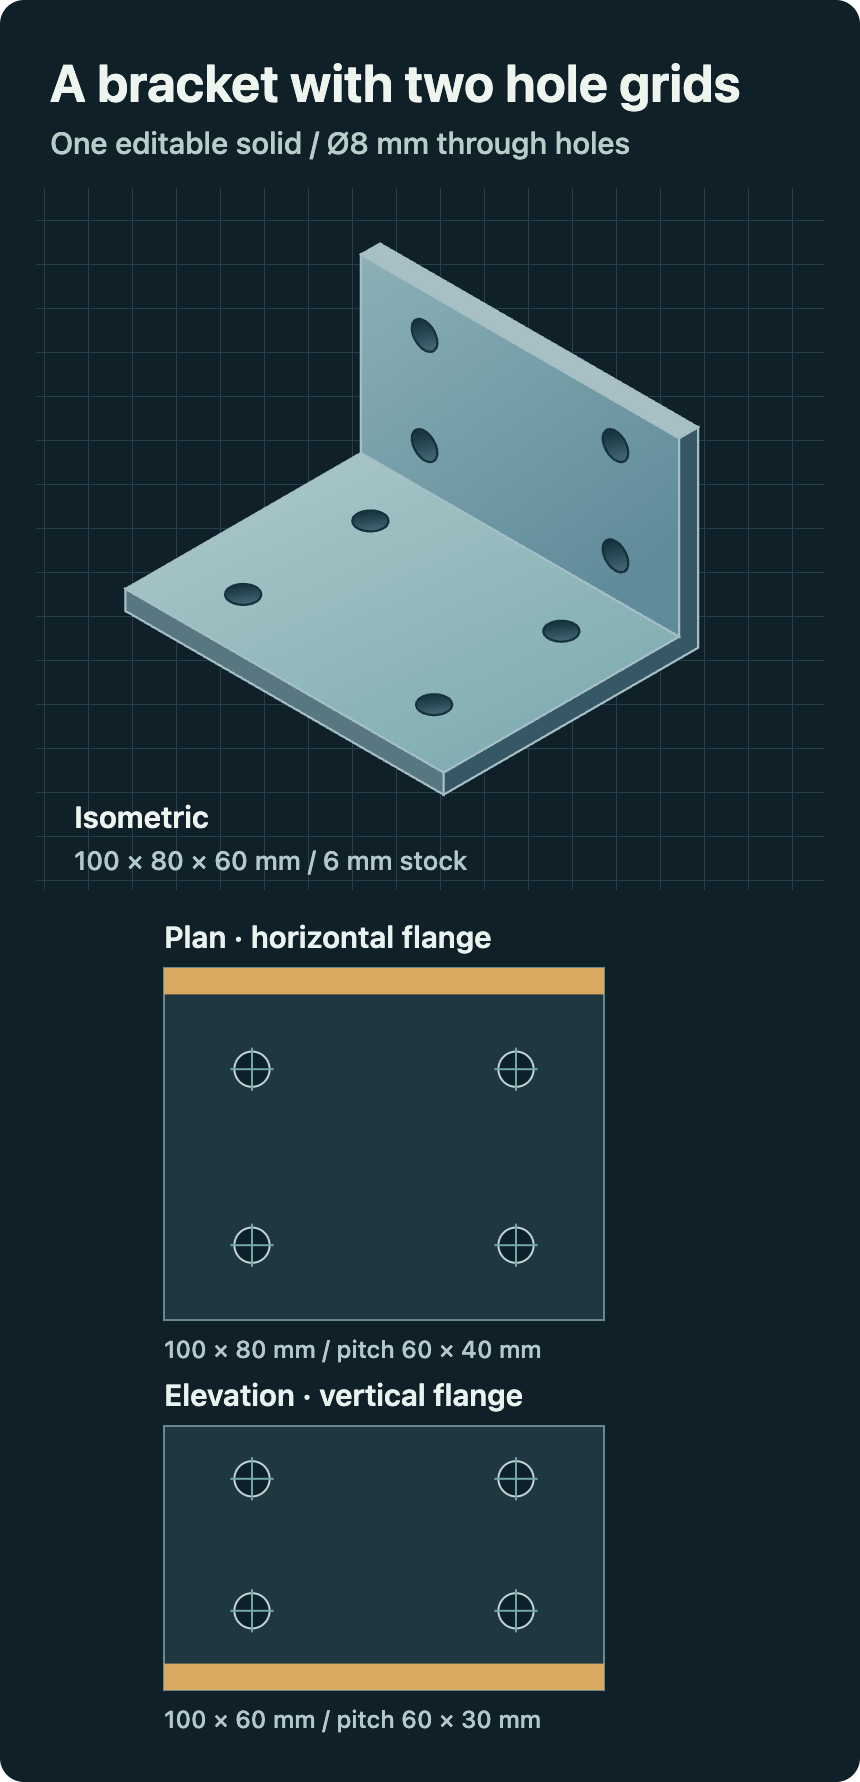 A bracket with two hole grids
One editable solid / Ø8 mm through holes
Isometric
100 × 80 × 60 mm / 6 mm stock
Plan · horizontal flange
100 × 80 mm / pitch 60 × 40 mm
Elevation · vertical flange
100 × 60 mm / pitch 60 × 30 mm